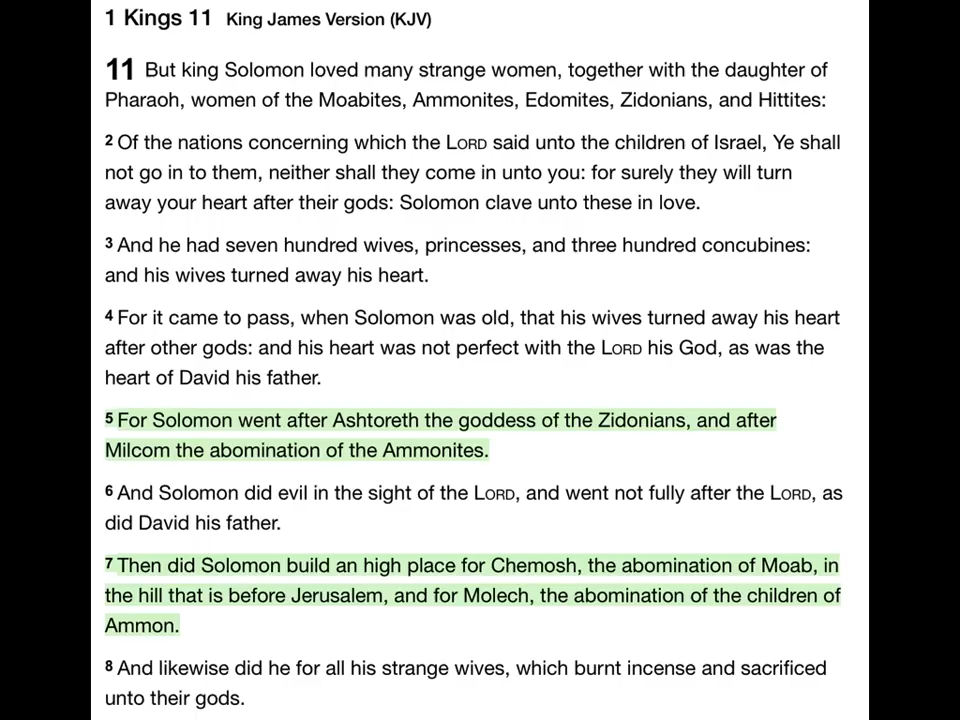 1 Kings 11 King James Version (KJV)
11 But king Solomon loved many strange women, together with the daughter of
Pharaoh, women of the Moabites, Ammonites, Edomites, Zidonians, and Hittites:
2 Of the nations concerning which the LORD said unto the children of Israel, Ye shall
not go in to them, neither shall they come in unto you: for surely they will turn
away your heart after their gods: Solomon clave unto these in love.
3 And he had seven hundred wives, princesses, and three hundred concubines:
and his wives turned away his heart.
4 For it came to pass, when Solomon was old, that his wives turned away his heart
after other gods: and his heart was not perfect with the LORD his God, as was the
heart of David his father.
5 For Solomon went after Ashtoreth the goddess of the Zidonians, and after
Milcom the abomination of the Ammonites.
6 And Solomon did evil in the sight of the LORD, and went not fully after the LORD, as
did David his father.
7 Then did Solomon build an high place for Chemosh, the abomination of Moab, in
the hill that is before Jerusalem, and for Molech, the abomination of the children of
Ammon.
8 And likewise did he for all his strange wives, which burnt incense and sacrificed
unto their gods.